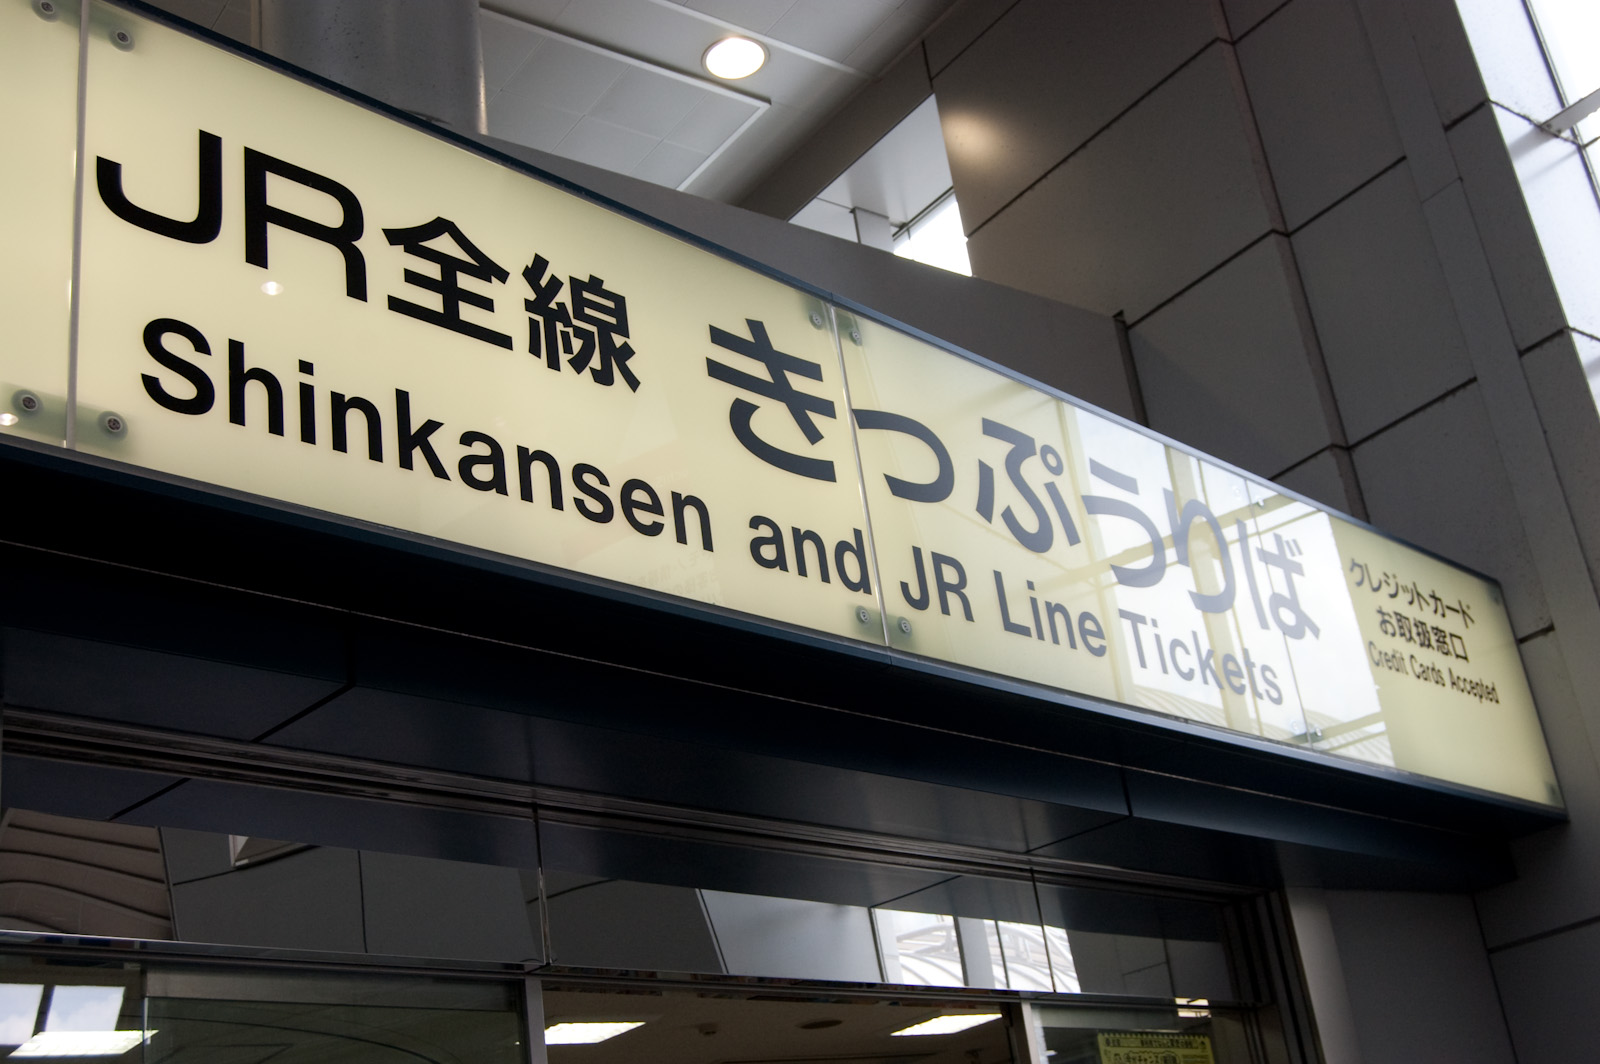 JR全線 きっぷうりば
Shinkansen and JR Line Tickets
クレジットカード
お取扱窓口
Credit Cards Accepted